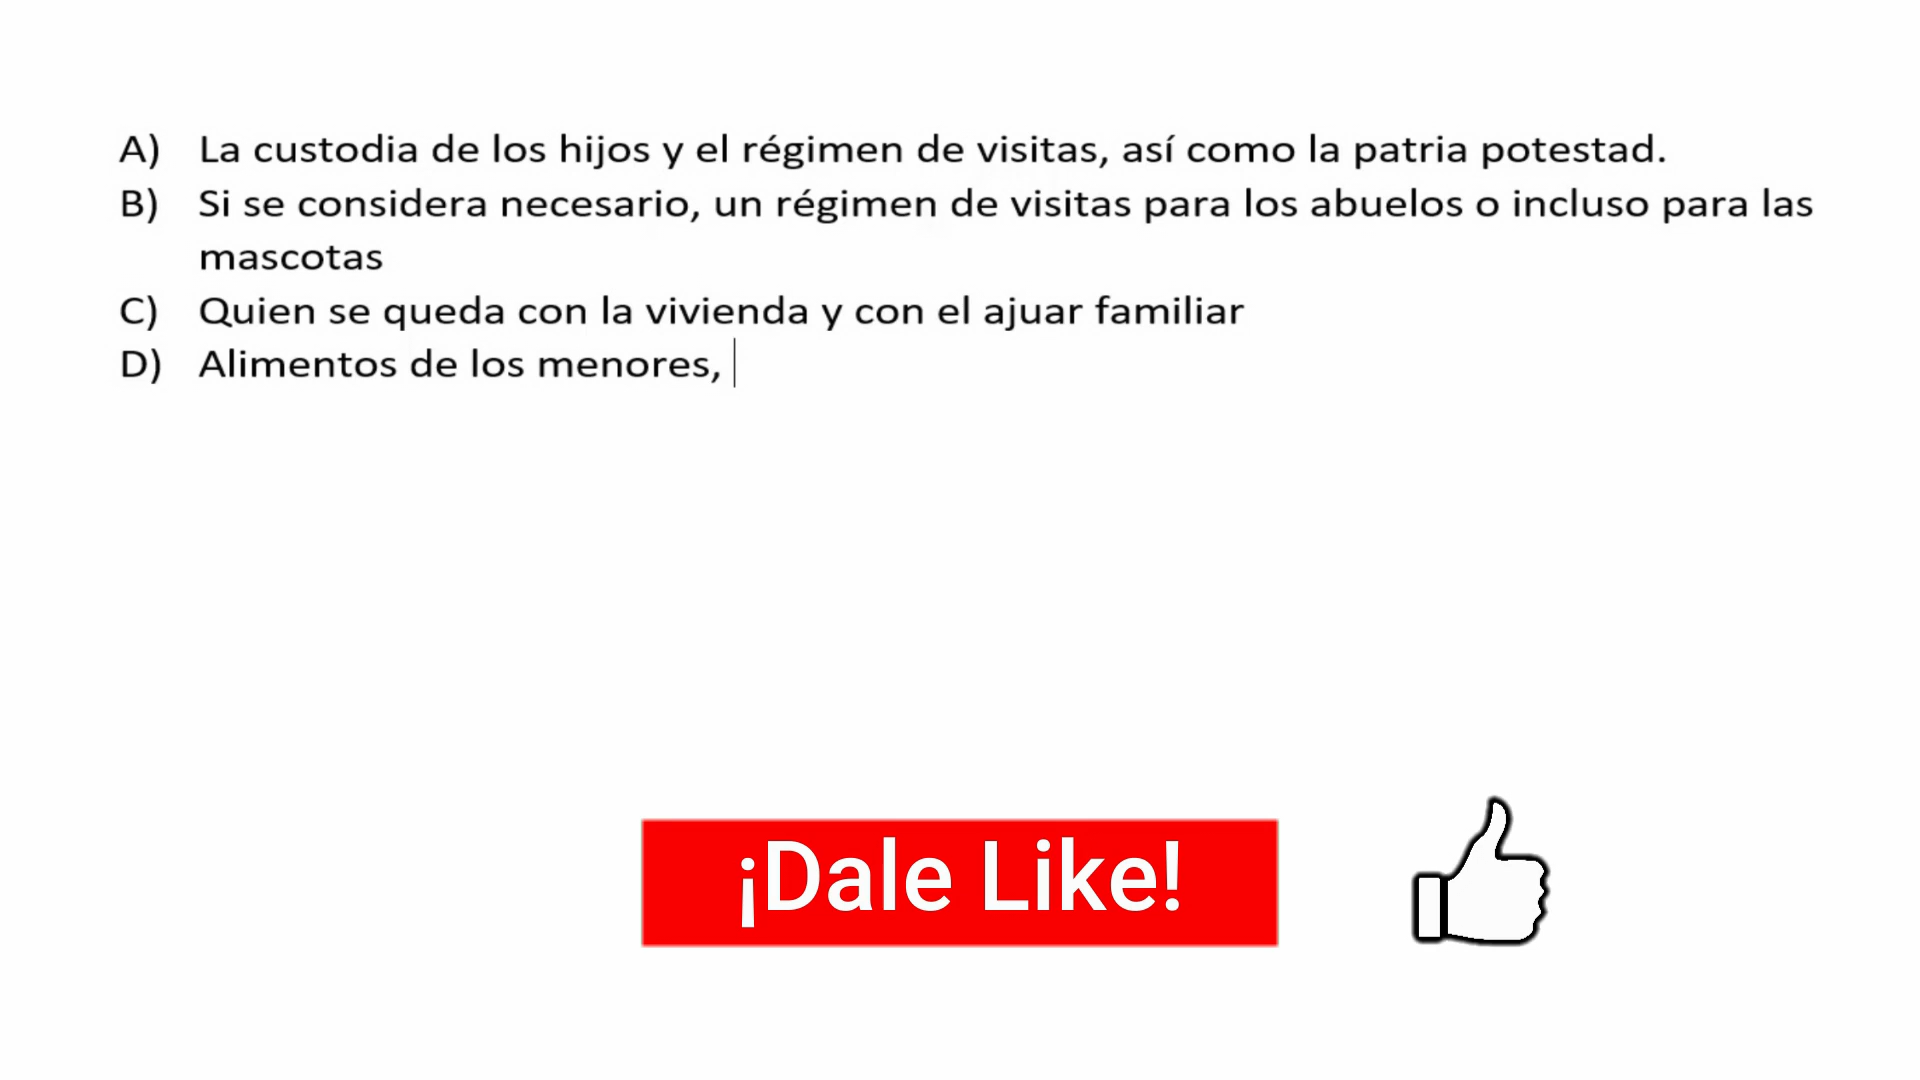 A) La custodia de los hijos y el régimen de visitas, así como la patria potestad.
B) Si se considera necesario, un régimen de visitas para los abuelos o incluso para las
mascotas
C) Quien se queda con la vivienda y con el ajuar familiar
D) Alimentos de los menores,
¡Dale Like!